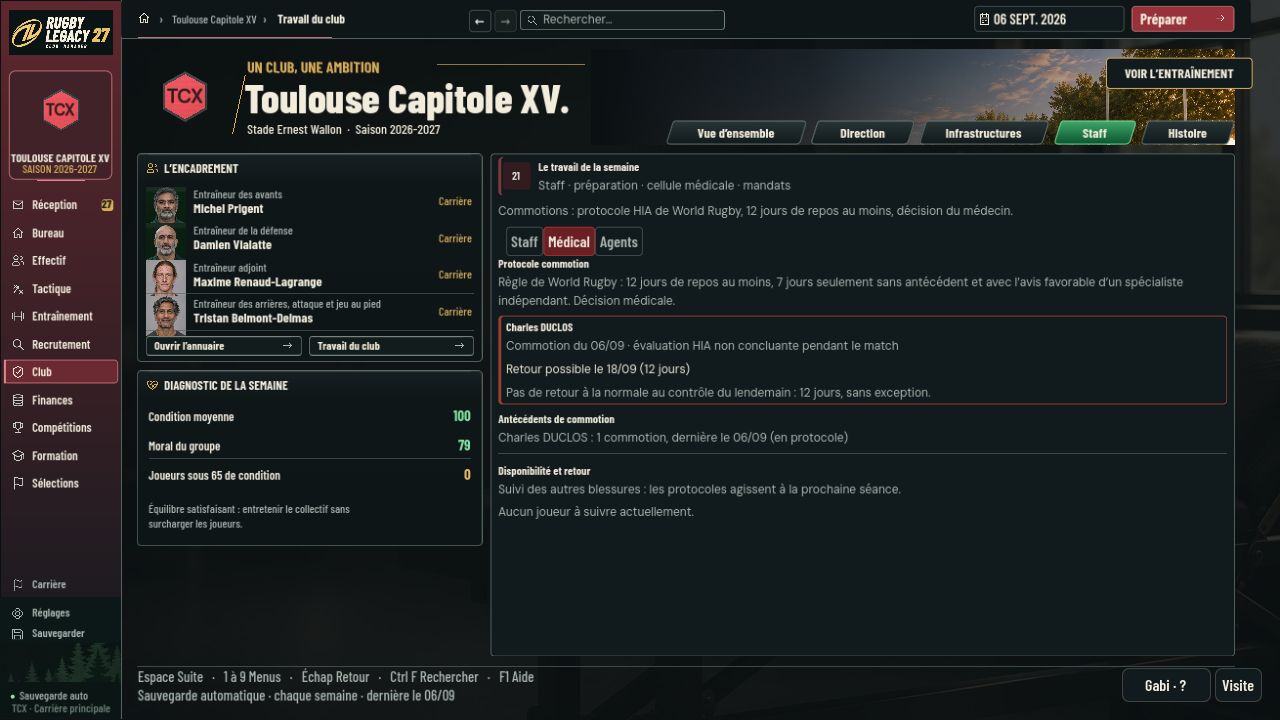 RUGBY
LEGACY 27
CLUB MANAGER
TCX
TOULOUSE CAPITOLE XV
SAISON 2026-2027
Réception 27
Bureau
Effectif
Tactique
Entraînement
Recrutement
Club
Finances
Compétitions
Formation
Sélections
Carrière
Réglages
Sauvegarder
Sauvegarde auto
TCX · Carrière principale
› Toulouse Capitole XV › Travail du club
← → Rechercher...
06 SEPT. 2026
Préparer →
TCX
UN CLUB, UNE AMBITION
Toulouse Capitole XV.
Stade Ernest Wallon · Saison 2026-2027
VOIR L'ENTRAÎNEMENT
Vue d'ensemble
Direction
Infrastructures
Staff
Histoire
L'ENCADREMENT
Entraîneur des avants
Michel Prigent
Carrière
Entraîneur de la défense
Damien Vialatte
Carrière
Entraîneur adjoint
Maxime Renaud-Lagrange
Carrière
Entraîneur des arrières, attaque et jeu au pied
Tristan Belmont-Delmas
Carrière
Ouvrir l'annuaire →
Travail du club →
DIAGNOSTIC DE LA SEMAINE
Condition moyenne 100
Moral du groupe 79
Joueurs sous 65 de condition 0
Équilibre satisfaisant : entretenir le collectif sans
surcharger les joueurs.
21
Le travail de la semaine
Staff · préparation · cellule médicale · mandats
Commotions : protocole HIA de World Rugby, 12 jours de repos au moins, décision du médecin.
Staff
Médical
Agents
Protocole commotion
Règle de World Rugby : 12 jours de repos au moins, 7 jours seulement sans antécédent et avec l'avis favorable d'un spécialiste
indépendant. Décision médicale.
Charles DUCLOS
Commotion du 06/09 · évaluation HIA non concluante pendant le match
Retour possible le 18/09 (12 jours)
Pas de retour à la normale au contrôle du lendemain : 12 jours, sans exception.
Antécédents de commotion
Charles DUCLOS : 1 commotion, dernière le 06/09 (en protocole)
Disponibilité et retour
Suivi des autres blessures : les protocoles agissent à la prochaine séance.
Aucun joueur à suivre actuellement.
Espace Suite · 1 à 9 Menus · Échap Retour · Ctrl F Rechercher · F1 Aide
Sauvegarde automatique · chaque semaine · dernière le 06/09
Gabi · ?
Visite